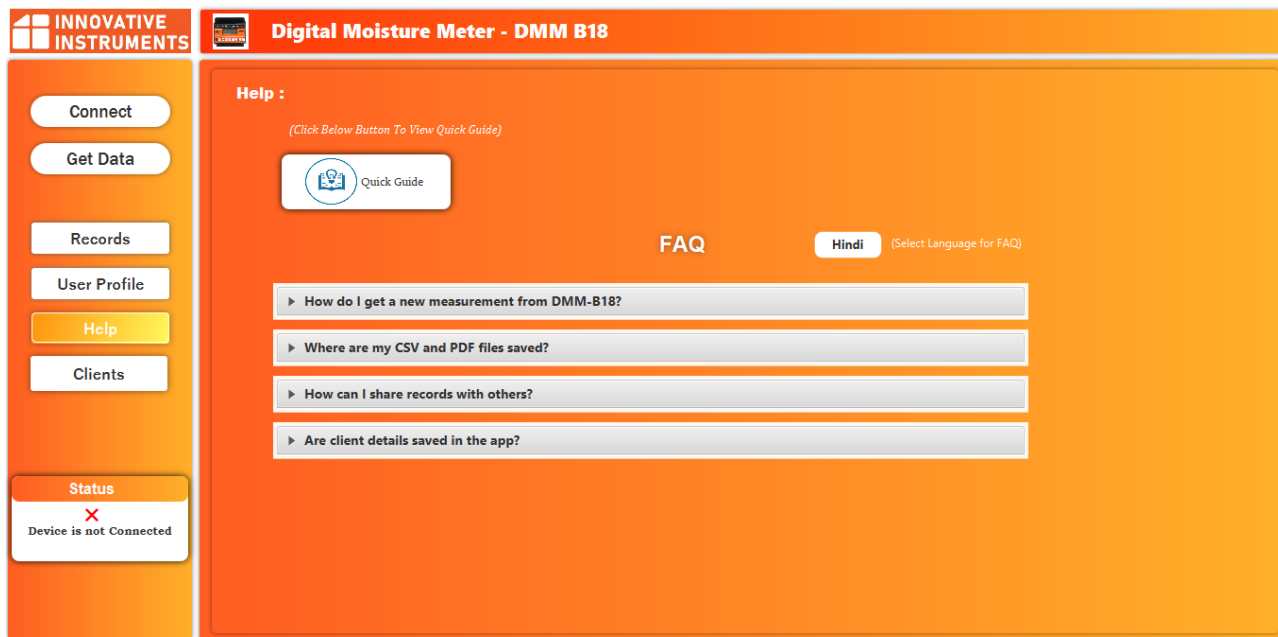 INNOVATIVE
INSTRUMENTS
Digital Moisture Meter - DMM B18
Connect
Get Data
Records
User Profile
Help
Clients
Status
Device is not Connected
Help :
(Click Below Button To View Quick Guide)
Quick Guide
FAQ
Hindi
(Select Language for FAQ)
How do I get a new measurement from DMM-B18?
Where are my CSV and PDF files saved?
How can I share records with others?
Are client details saved in the app?